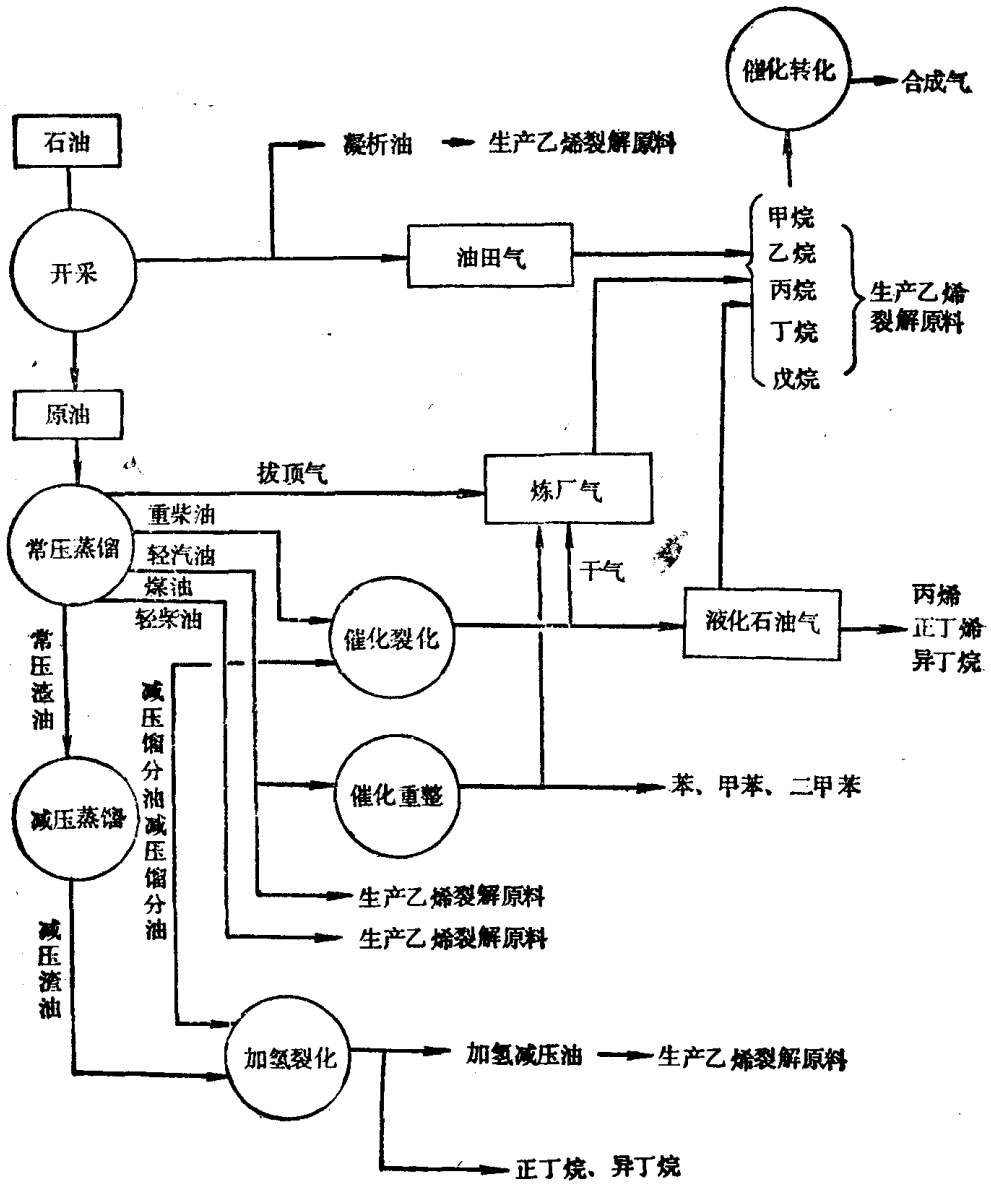 催化转化
合成气
石油
凝析油
生产乙烯裂解原料
开采
油田气
甲烷
乙烷
丙烷
丁烷
戊烷
生产乙烯
裂解原料
原油
拔顶气
炼厂气
常压蒸馏
重柴油
轻汽油
煤油
轻柴油
干气
催化裂化
液化石油气
丙烯
正丁烯
异丁烷
常压渣油
减压馏分油减压馏分油
减压蒸馏
催化重整
苯、甲苯、二甲苯
生产乙烯裂解原料
生产乙烯裂解原料
减压渣油
加氢裂化
加氢减压油
生产乙烯裂解原料
正丁烷、异丁烷